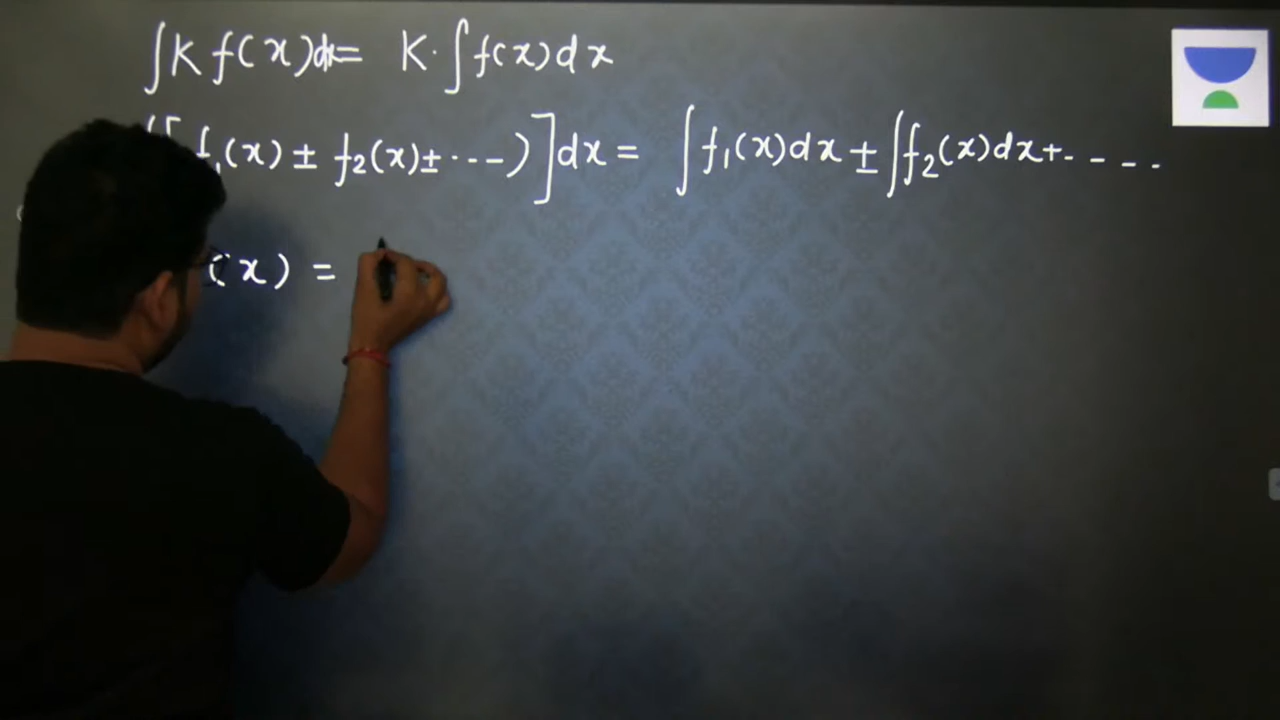 ∫K f(x)dx = K·∫f(x)dx
∫[f₁(x) ± f₂(x) ± ----)]dx = ∫f₁(x)dx ± ∫f₂(x)dx + - - - -
(x) =